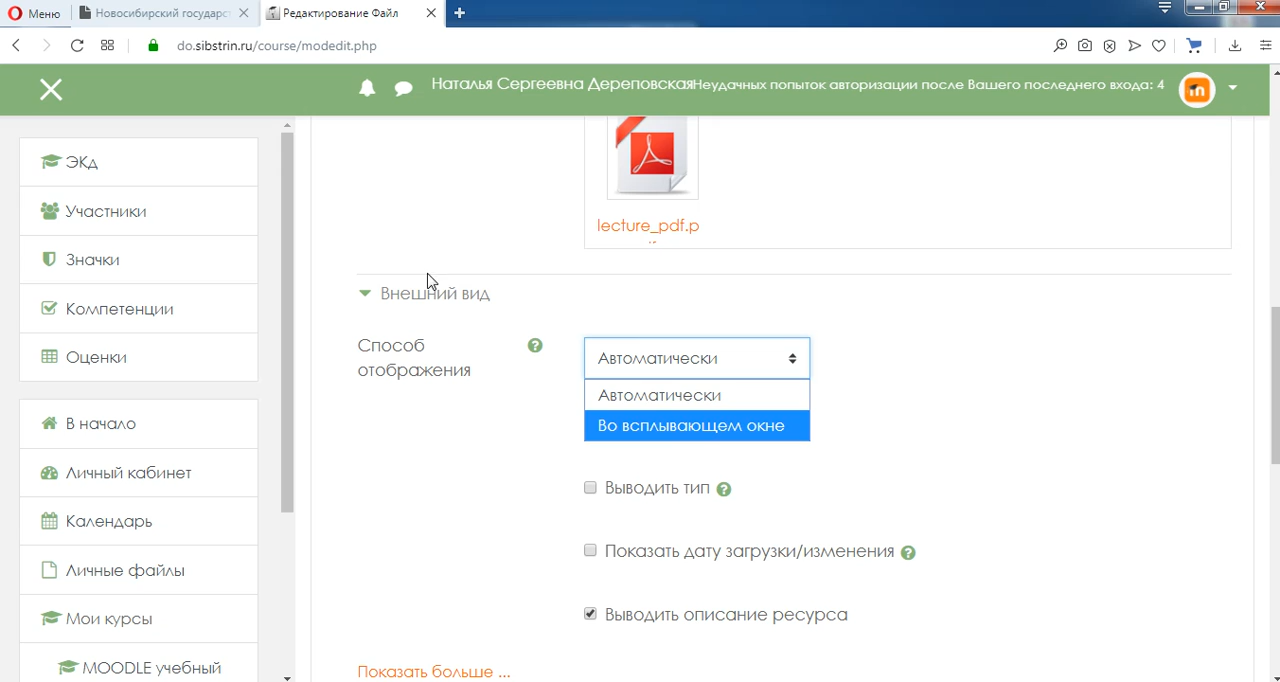 Меню
Новосибирский государст
Редактирование Файл
do.sibstrin.ru/course/modedit.php
Наталья Сергеевна Дереповская
Неудачных попыток авторизации после Вашего последнего входа: 4
ЭКд
Участники
Значки
Компетенции
Оценки
В начало
Личный кабинет
Календарь
Личные файлы
Мои курсы
MOODLE учебный
lecture_pdf.p
Внешний вид
Способ
отображения
Автоматически
Автоматически
Во всплывающем окне
Выводить тип
Показать дату загрузки/изменения
Выводить описание ресурса
Показать больше ...